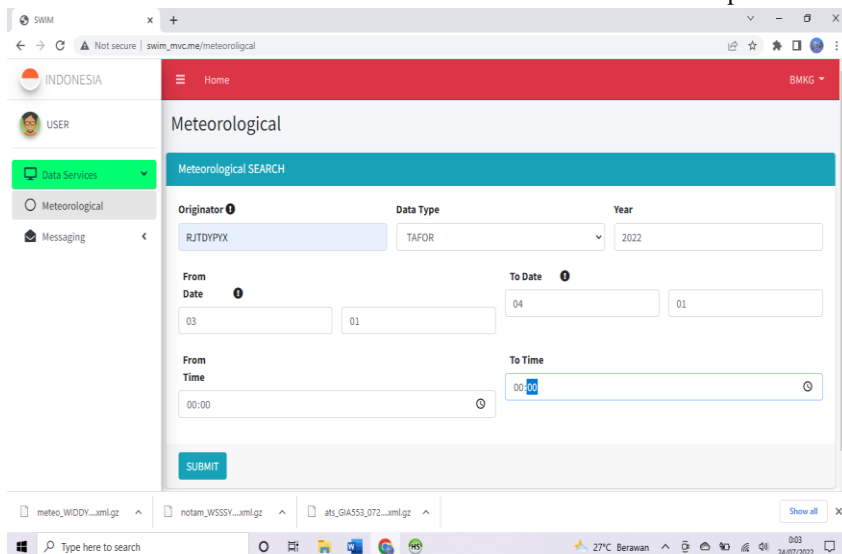 SWIM
Not secure | swim_mvc.me/meteoroligcal
INDONESIA
Home
BMKG
USER
Meteorological
Data Services
Meteorological SEARCH
Meteorological
Messaging
Originator
Data Type
Year
RJTDYPYX
TAFOR
2022
From
Date
To Date
03
01
04
01
From
Time
To Time
00:00
00:00
SUBMIT
meteo_WIDDY....xml.gz
notam_WSSSY....xml.gz
ats_GIA553_072....xml.gz
Show all
Type here to search
27°C Berawan
0:03
24/07/2022